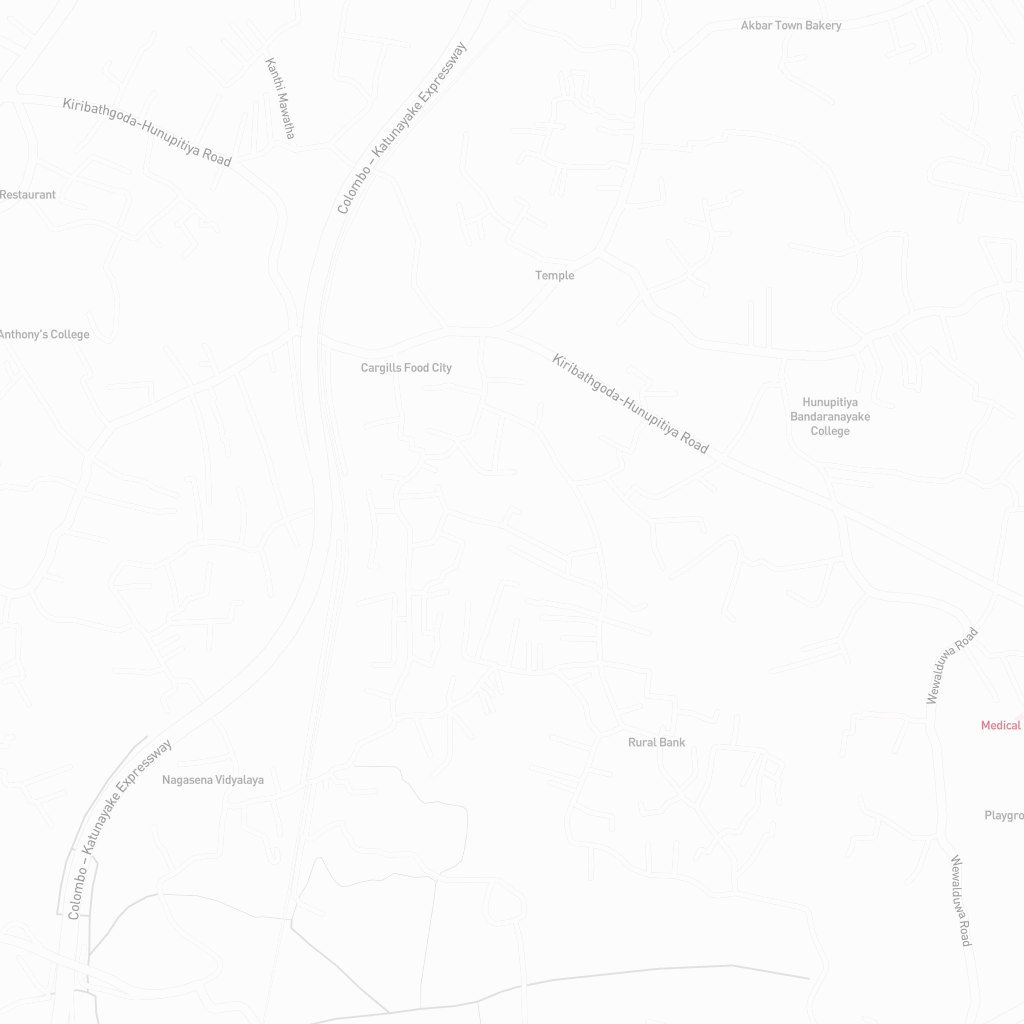 Akbar Town Bakery
Colombo – Katunayake Expressway
Kanthi Mawatha
Kiribathgoda-Hunupitiya Road
Restaurant
Temple
Anthony's College
Cargills Food City
Kiribathgoda-Hunupitiya Road
Hunupitiya
Bandaranayake
College
Wewalduwa Road
Medical
Rural Bank
Colombo – Katunayake Expressway
Nagasena Vidyalaya
Playgro
Wewalduwa Road